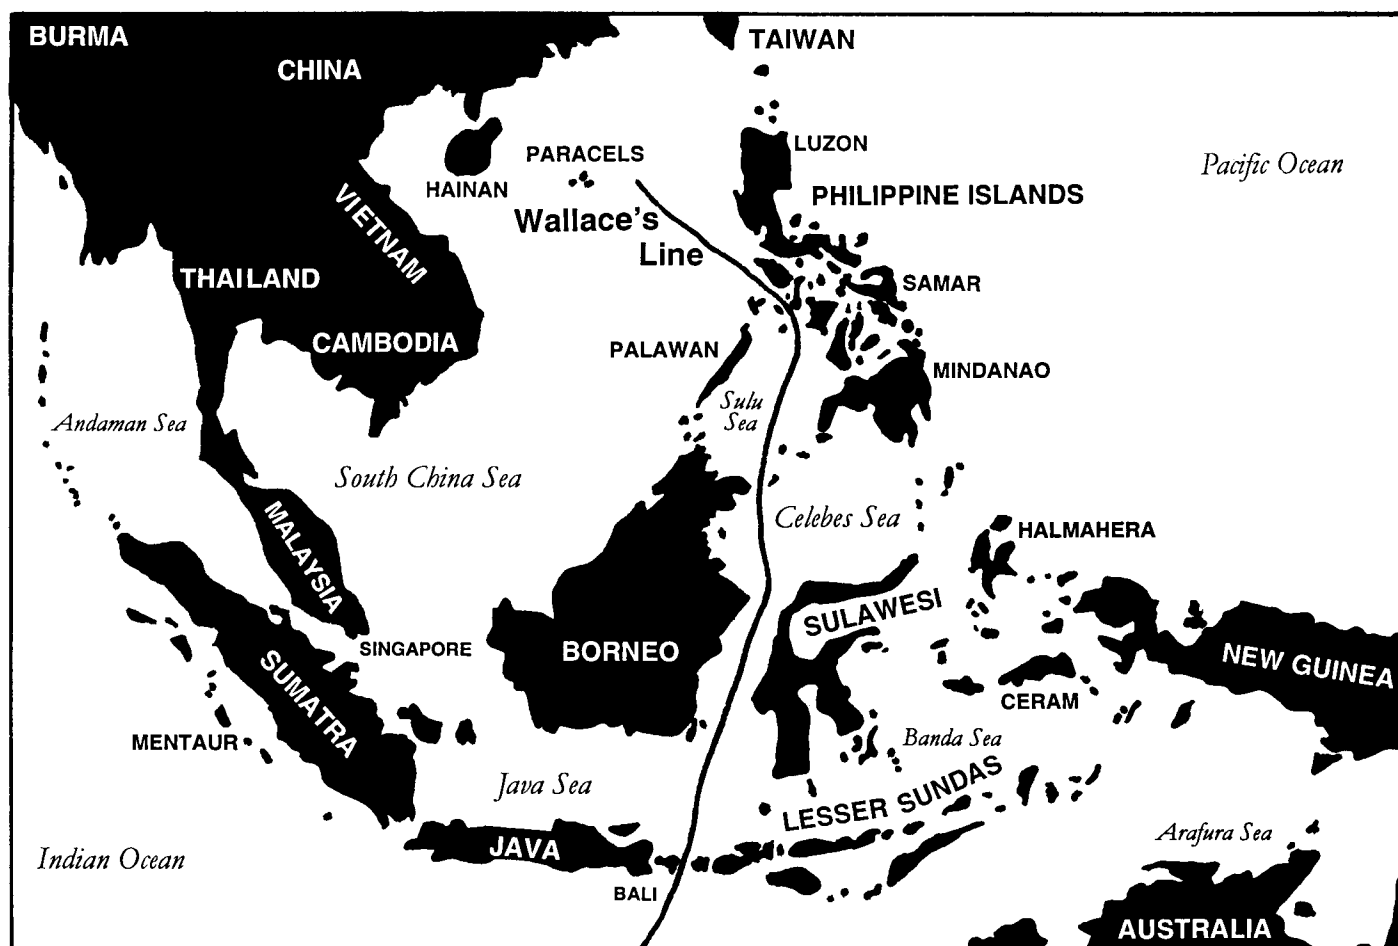 BURMA
CHINA
TAIWAN
LUZON
PARACELS
HAINAN
Pacific Ocean
PHILIPPINE ISLANDS
VIETNAM
Wallace's
Line
THAILAND
SAMAR
CAMBODIA
PALAWAN
MINDANAO
Sulu
Sea
Andaman Sea
South China Sea
Celebes Sea
HALMAHERA
MALAYSIA
SULAWESI
SINGAPORE
BORNEO
NEW GUINEA
SUMATRA
CERAM
MENTAUR
Banda Sea
Java Sea
LESSER SUNDAS
Arafura Sea
JAVA
Indian Ocean
BALI
AUSTRALIA